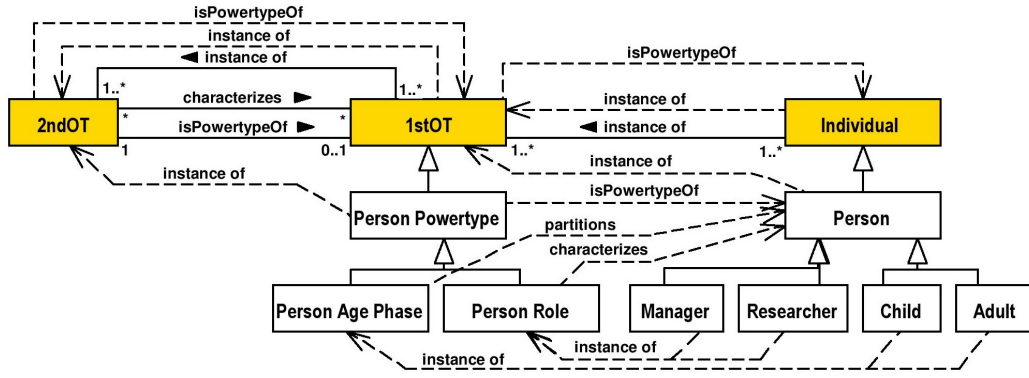 isPowertypeOf
instance of
◄ instance of
isPowertypeOf
1..*
1..*
characterizes ►
instance of
2ndOT
*
*
1stOT
◄ instance of
Individual
isPowertypeOf ►
1
0..1
1..*
1..*
instance of
instance of
isPowertypeOf
Person Powertype
partitions
Person
characterizes
Person Age Phase
Person Role
Manager
Researcher
Child
Adult
instance of
instance of